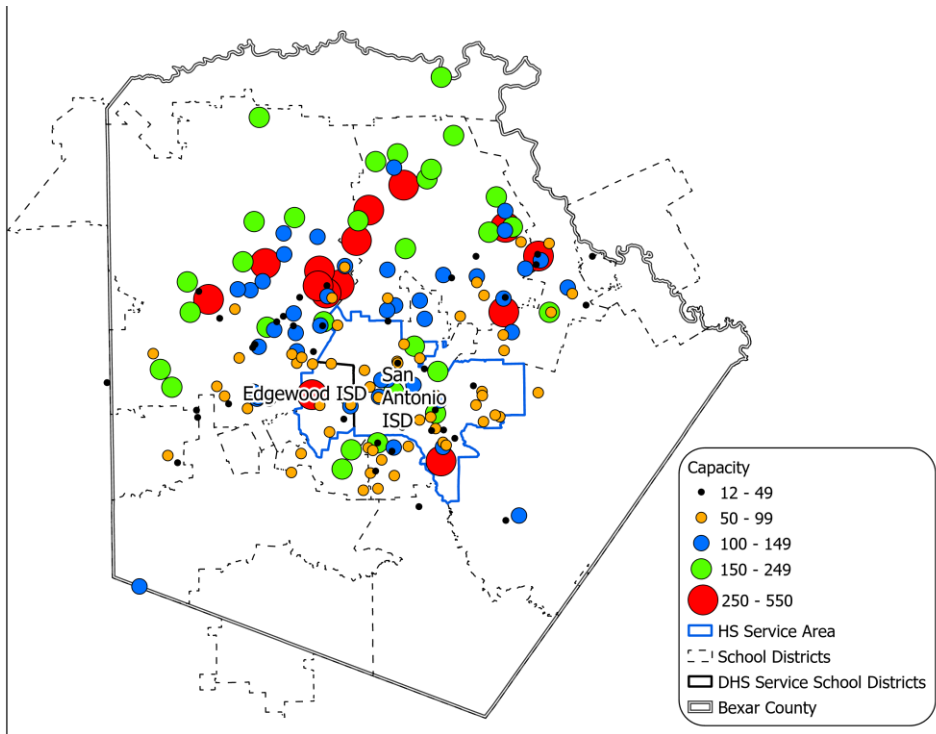 Edgewood ISD
San
Antonio
ISD
Capacity
12 - 49
50 - 99
100 - 149
150 - 249
250 - 550
HS Service Area
School Districts
DHS Service School Districts
Bexar County